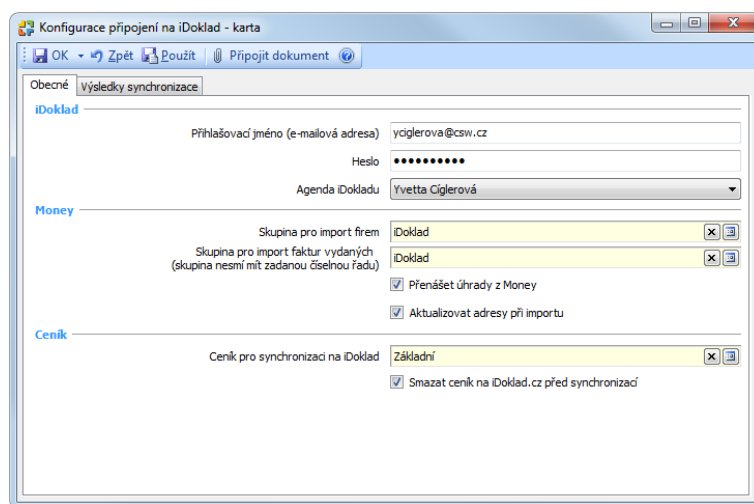 Konfigurace připojení na iDoklad - karta
OK Zpět Použít Připojit dokument
Obecné Výsledky synchronizace
iDoklad
Přihlašovací jméno (e-mailová adresa) yciglerova@csw.cz
Heslo ●●●●●●●●●●
Agenda iDokladu Yvetta Cíglerová
Money
Skupina pro import firem iDoklad
Skupina pro import faktur vydaných
(skupina nesmí mít zadanou číselnou řadu) iDoklad
Přenášet úhrady z Money
Aktualizovat adresy při importu
Ceník
Ceník pro synchronizaci na iDoklad Základní
Smazat ceník na iDoklad.cz před synchronizací